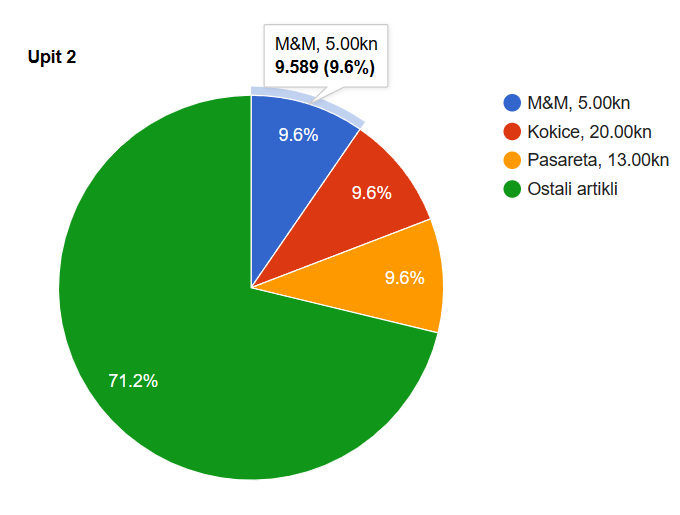 Upit 2
M&M, 5.00kn
9.589 (9.6%)
M&M, 5.00kn
Kokice, 20.00kn
Pasareta, 13.00kn
Ostali artikli
9.6%
9.6%
9.6%
71.2%